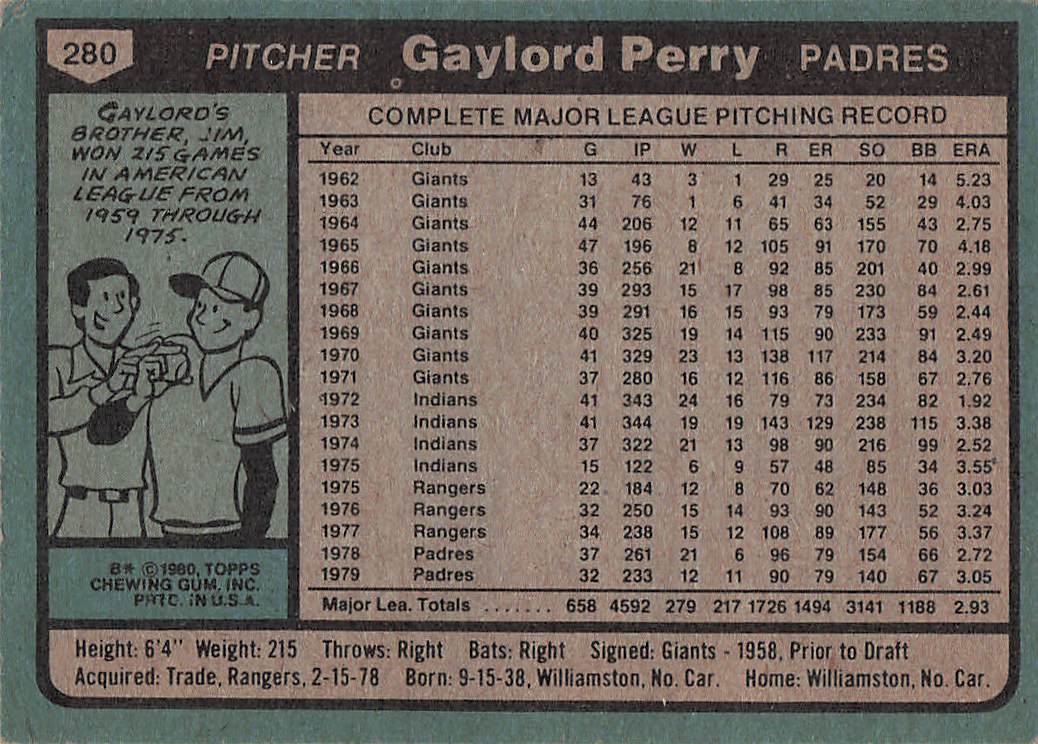 280 PITCHER Gaylord Perry PADRES
GAYLORD'S
BROTHER, JIM,
WON 215 GAMES
IN AMERICAN
LEAGUE FROM
1959 THROUGH
1975.
B* © 1980, TOPPS
CHEWING GUM, INC.
PRTD. IN U.S.A.
COMPLETE MAJOR LEAGUE PITCHING RECORD
Year Club G IP W L R ER SO BB ERA
1962 Giants 13 43 3 1 29 25 20 14 5.23
1963 Giants 31 76 1 6 41 34 52 29 4.03
1964 Giants 44 206 12 11 65 63 155 43 2.75
1965 Giants 47 196 8 12 105 91 170 70 4.18
1966 Giants 36 256 21 8 92 85 201 40 2.99
1967 Giants 39 293 15 17 98 85 230 84 2.61
1968 Giants 39 291 16 15 93 79 173 59 2.44
1969 Giants 40 325 19 14 115 90 233 91 2.49
1970 Giants 41 329 23 13 138 117 214 84 3.20
1971 Giants 37 280 16 12 116 86 158 67 2.76
1972 Indians 41 343 24 16 79 73 234 82 1.92
1973 Indians 41 344 19 19 143 129 238 115 3.38
1974 Indians 37 322 21 13 98 90 216 99 2.52
1975 Indians 15 122 6 9 57 48 85 34 3.55
1975 Rangers 22 184 12 8 70 62 148 36 3.03
1976 Rangers 32 250 15 14 93 90 143 52 3.24
1977 Rangers 34 238 15 12 108 89 177 56 3.37
1978 Padres 37 261 21 6 96 79 154 66 2.72
1979 Padres 32 233 12 11 90 79 140 67 3.05
Major Lea. Totals ....... 658 4592 279 217 1726 1494 3141 1188 2.93
Height: 6'4" Weight: 215 Throws: Right Bats: Right Signed: Giants - 1958, Prior to Draft
Acquired: Trade, Rangers, 2-15-78 Born: 9-15-38, Williamston, No. Car. Home: Williamston, No. Car.